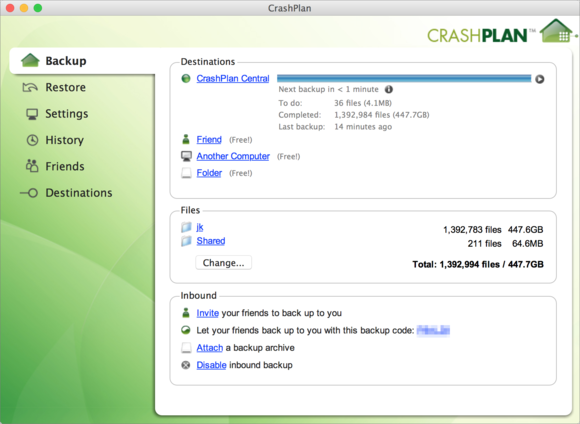 CrashPlan
CRASHPLAN™
Backup
Restore
Settings
History
Friends
Destinations
Destinations
CrashPlan Central
Next backup in < 1 minute
To do: 36 files (4.1MB)
Completed: 1,392,984 files (447.7GB)
Last backup: 14 minutes ago
Friend (Free!)
Another Computer (Free!)
Folder (Free!)
Files
jk 1,392,783 files 447.6GB
Shared 211 files 64.6MB
Change... Total: 1,392,994 files / 447.7GB
Inbound
Invite your friends to back up to you
Let your friends back up to you with this backup code:
Attach a backup archive
Disable inbound backup